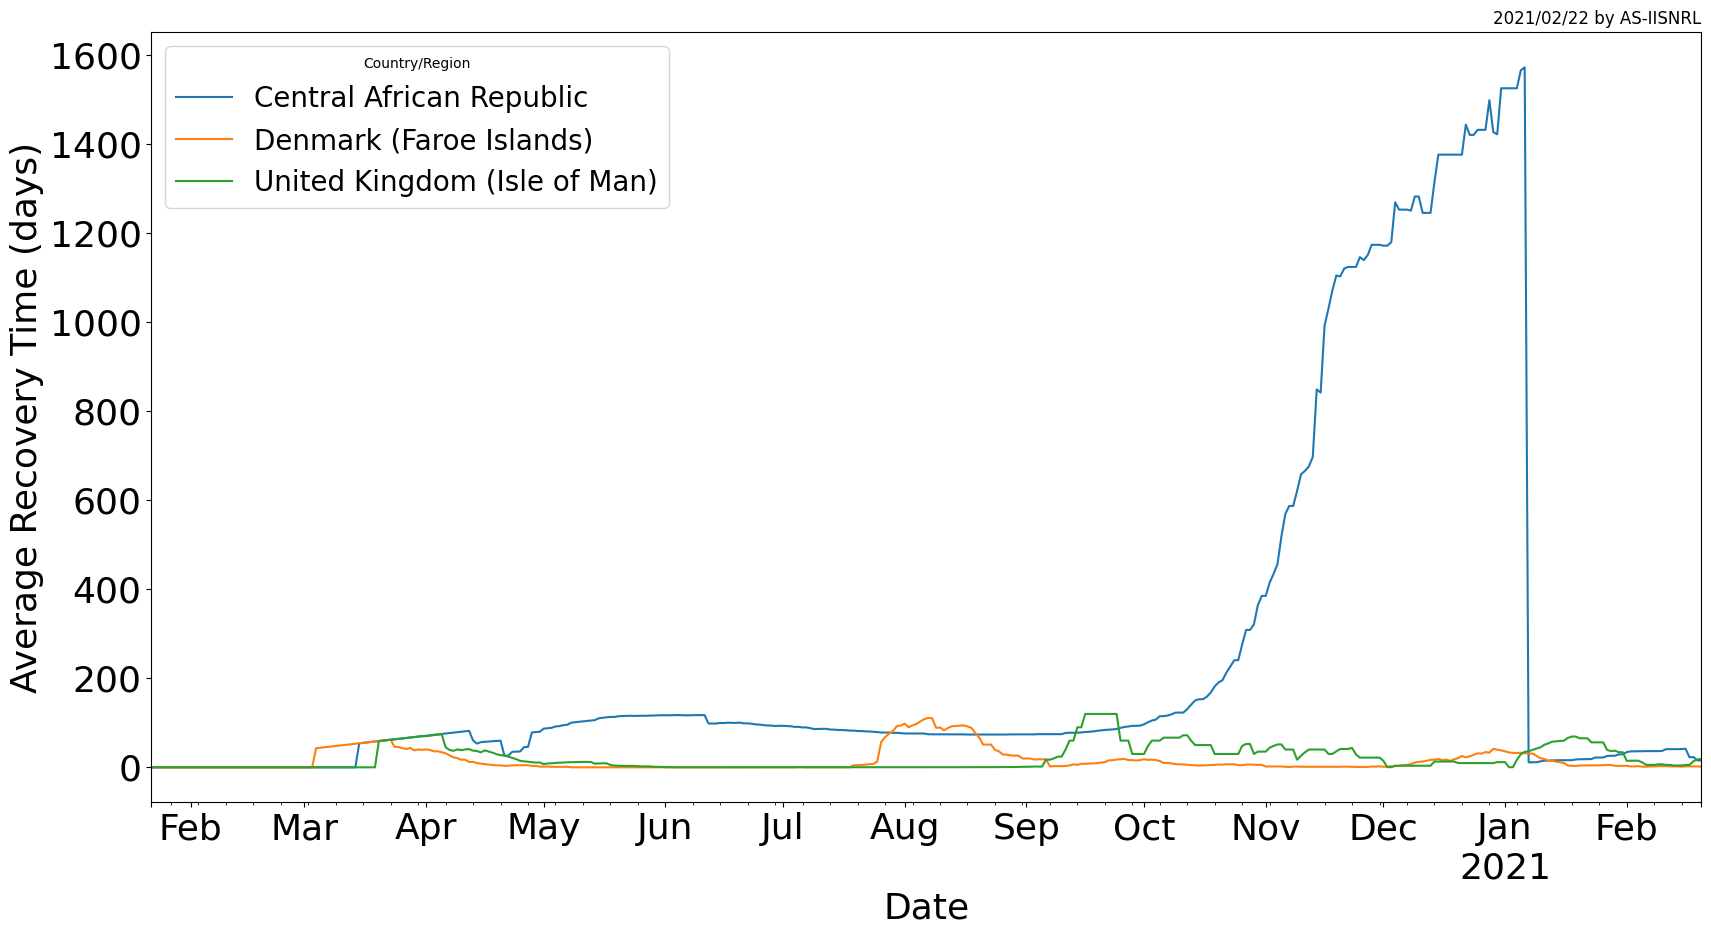 2021/02/22 by AS-IISNRL
Country/Region
Central African Republic
Denmark (Faroe Islands)
United Kingdom (Isle of Man)
Average Recovery Time (days)
1600
1400
1200
1000
800
600
400
200
0
Feb Mar Apr May Jun Jul Aug Sep Oct Nov Dec Jan Feb
2021
Date